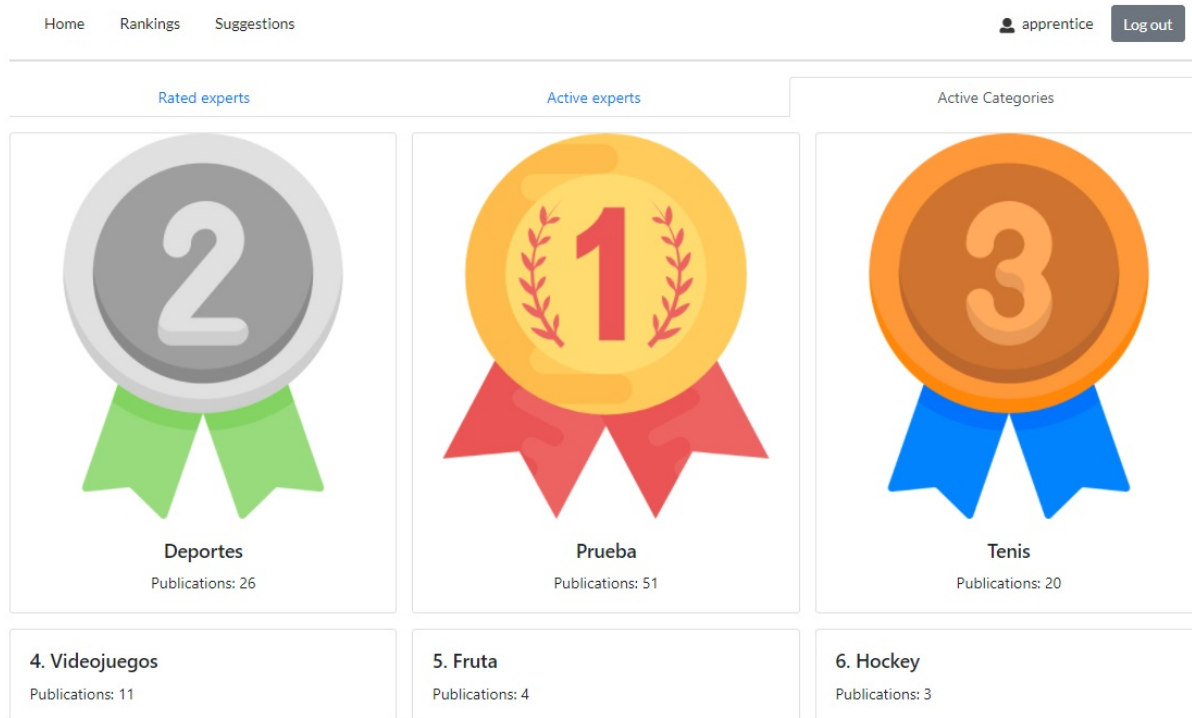 Home Rankings Suggestions apprentice Log out
Rated experts Active experts Active Categories
2 1 3
Deportes Prueba Tenis
Publications: 26 Publications: 51 Publications: 20
4. Videojuegos 5. Fruta 6. Hockey
Publications: 11 Publications: 4 Publications: 3